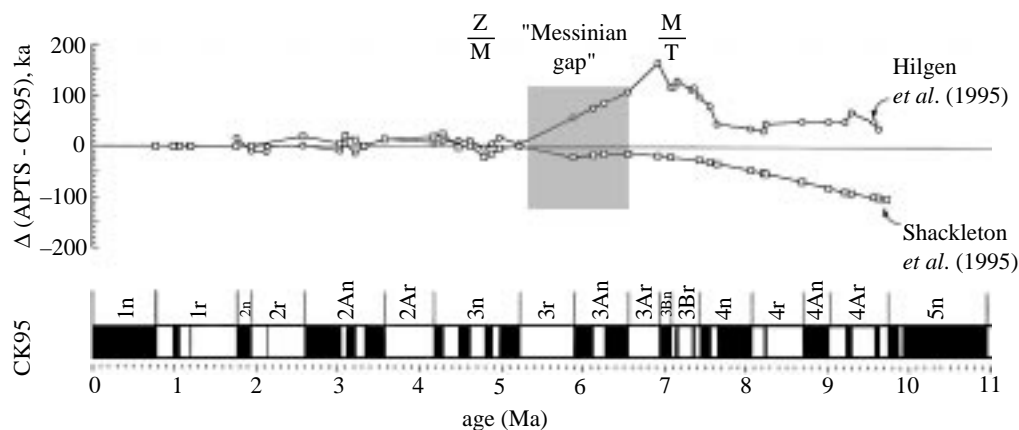 Δ (APTS - CK95), ka
200
100
0
−100
−200
Z
M
"Messinian
gap"
M
T
Hilgen
et al. (1995)
Shackleton
et al. (1995)
CK95
1n 1r 2n 2r 2An 2Ar 3n 3r 3An 3Ar 3Bn 3Br 4n 4r 4An 4Ar 5n
0 1 2 3 4 5 6 7 8 9 10 11
age (Ma)